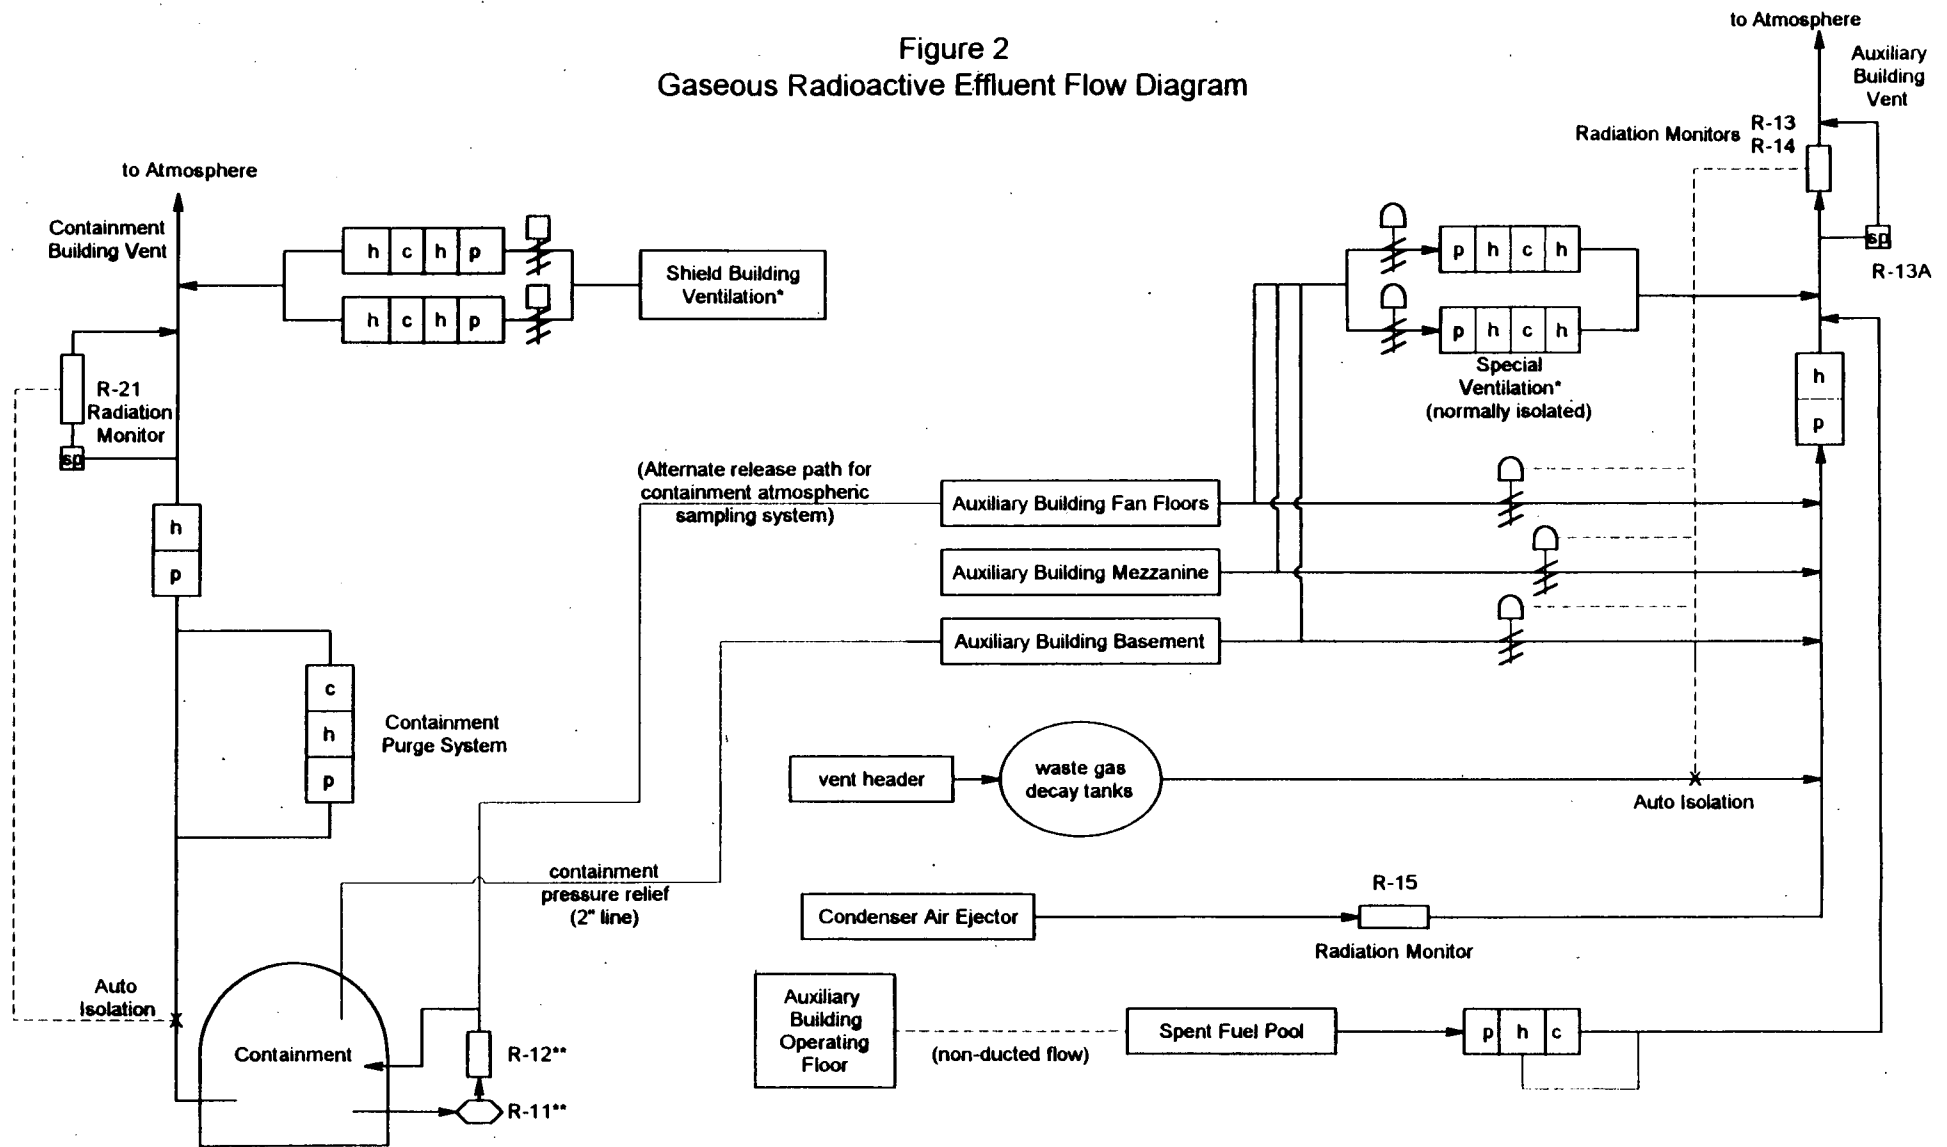 Figure 2
Gaseous Radioactive Effluent Flow Diagram
to Atmosphere
Auxiliary
Building
Vent
Radiation Monitors
R-13
R-14
sp
R-13A
to Atmosphere
Containment
Building Vent
h c h p
h c h p
Shield Building
Ventilation*
R-21
Radiation
Monitor
sp
h
p
c
h
p
Containment
Purge System
p h c h
p h c h
Special
Ventilation*
(normally isolated)
h
p
(Alternate release path for
containment atmospheric
sampling system)
Auxiliary Building Fan Floors
Auxiliary Building Mezzanine
Auxiliary Building Basement
vent header
waste gas
decay tanks
Auto Isolation
containment
pressure relief
(2" line)
Condenser Air Ejector
R-15
Radiation Monitor
Auto
Isolation
Containment
R-12**
R-11**
Auxiliary
Building
Operating
Floor
(non-ducted flow)
Spent Fuel Pool
p h c